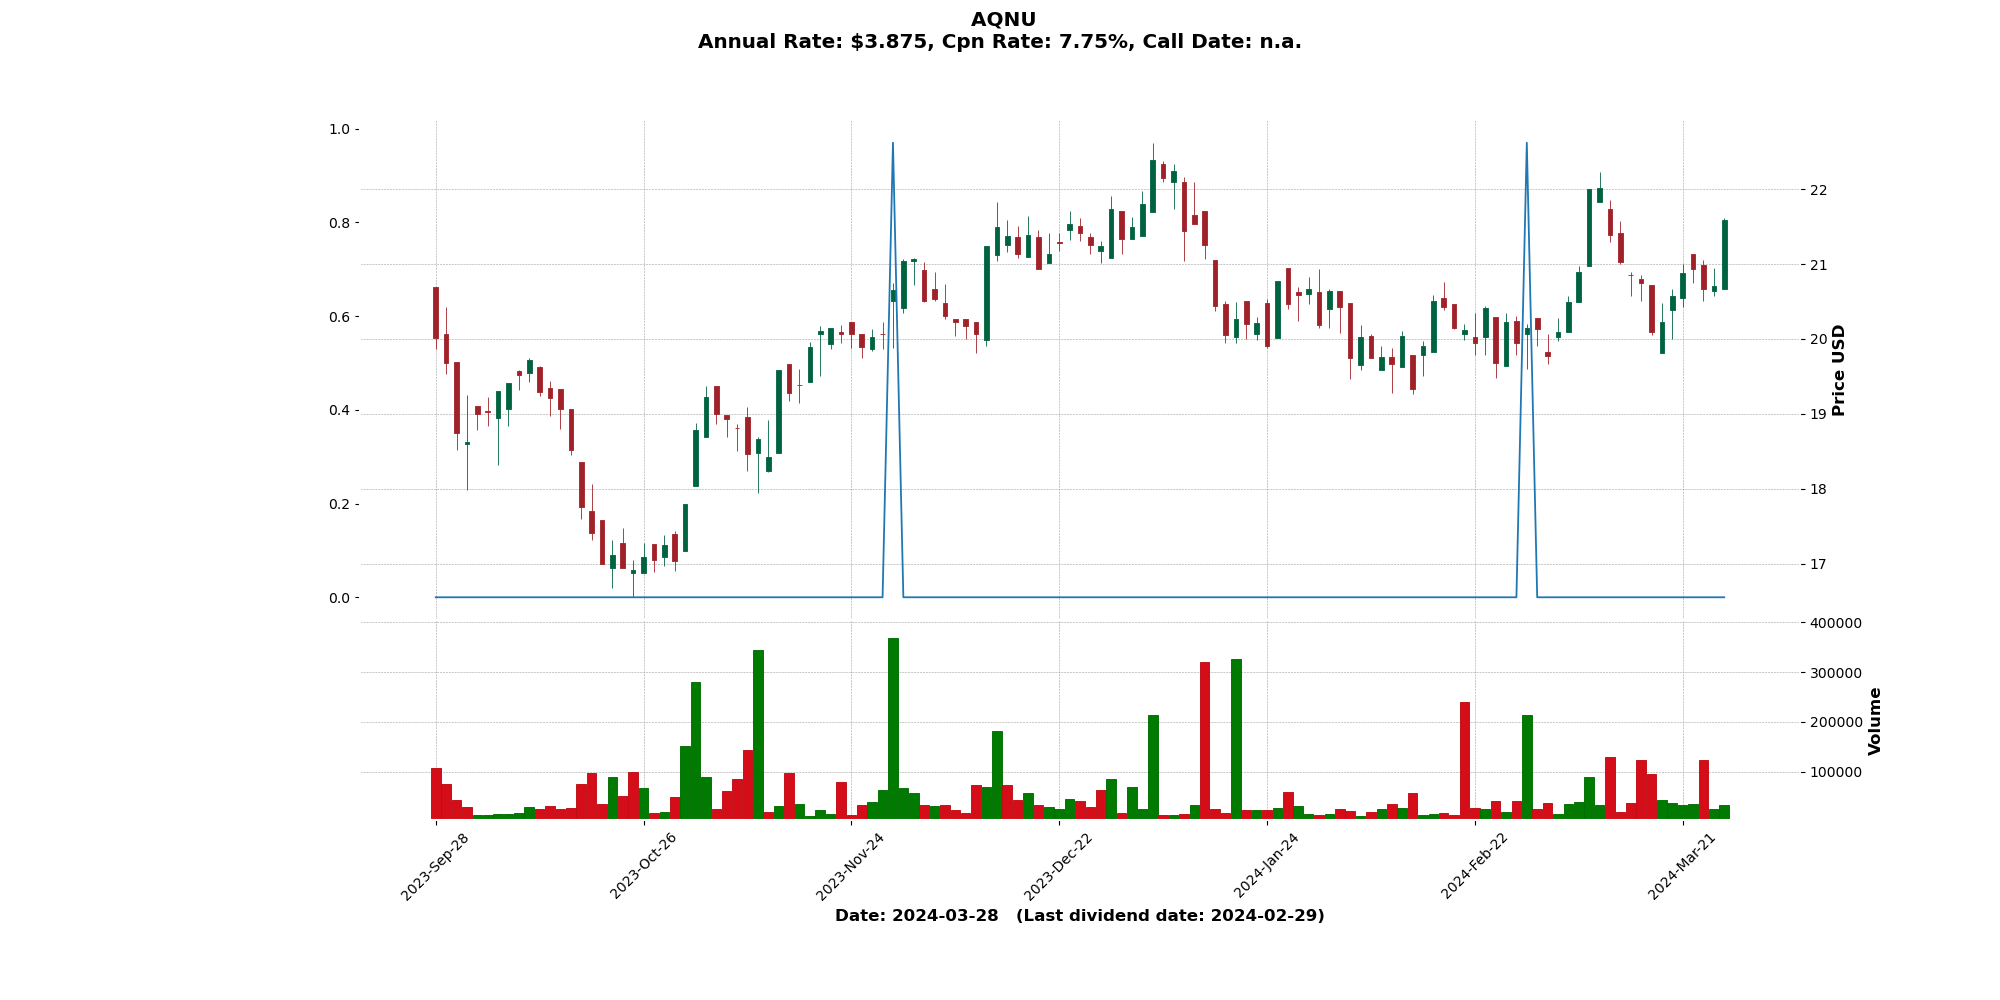 AQNU
Annual Rate: $3.875, Cpn Rate: 7.75%, Call Date: n.a.
1.0
0.8
0.6
0.4
0.2
0.0
22
21
20
19
18
17
Price USD
400000
300000
200000
100000
Volume
2023-Sep-28
2023-Oct-26
2023-Nov-24
2023-Dec-22
2024-Jan-24
2024-Feb-22
2024-Mar-21
Date: 2024-03-28   (Last dividend date: 2024-02-29)